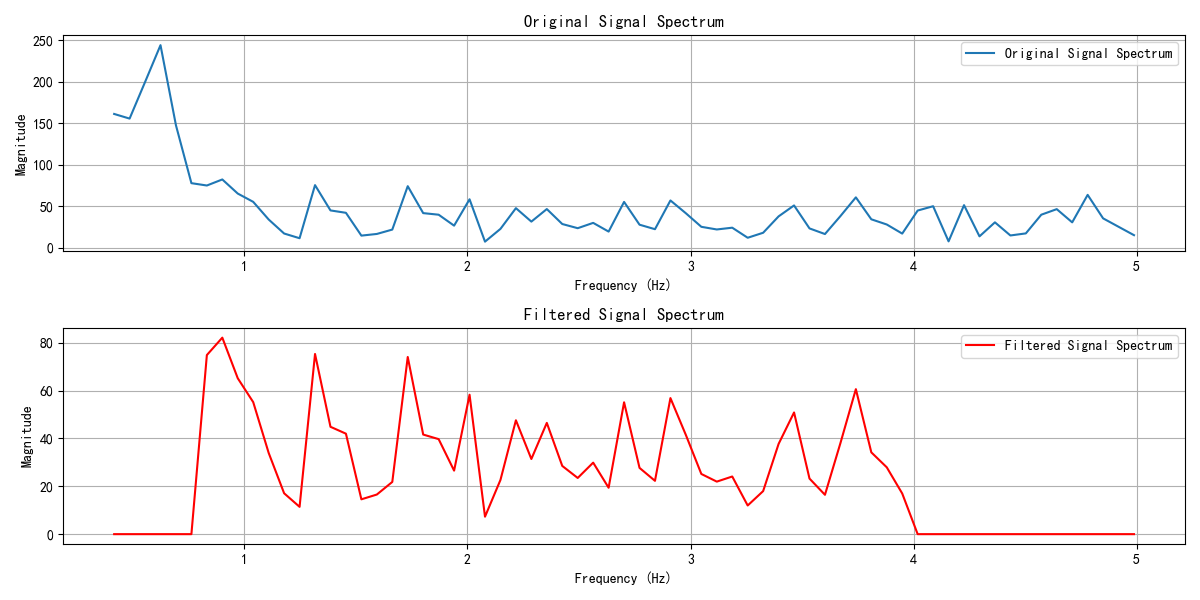 Original Signal Spectrum
250
200
150
100
50
0
Magnitude
Original Signal Spectrum
1
2
3
4
5
Frequency (Hz)
Filtered Signal Spectrum
80
60
40
20
0
Magnitude
Filtered Signal Spectrum
1
2
3
4
5
Frequency (Hz)